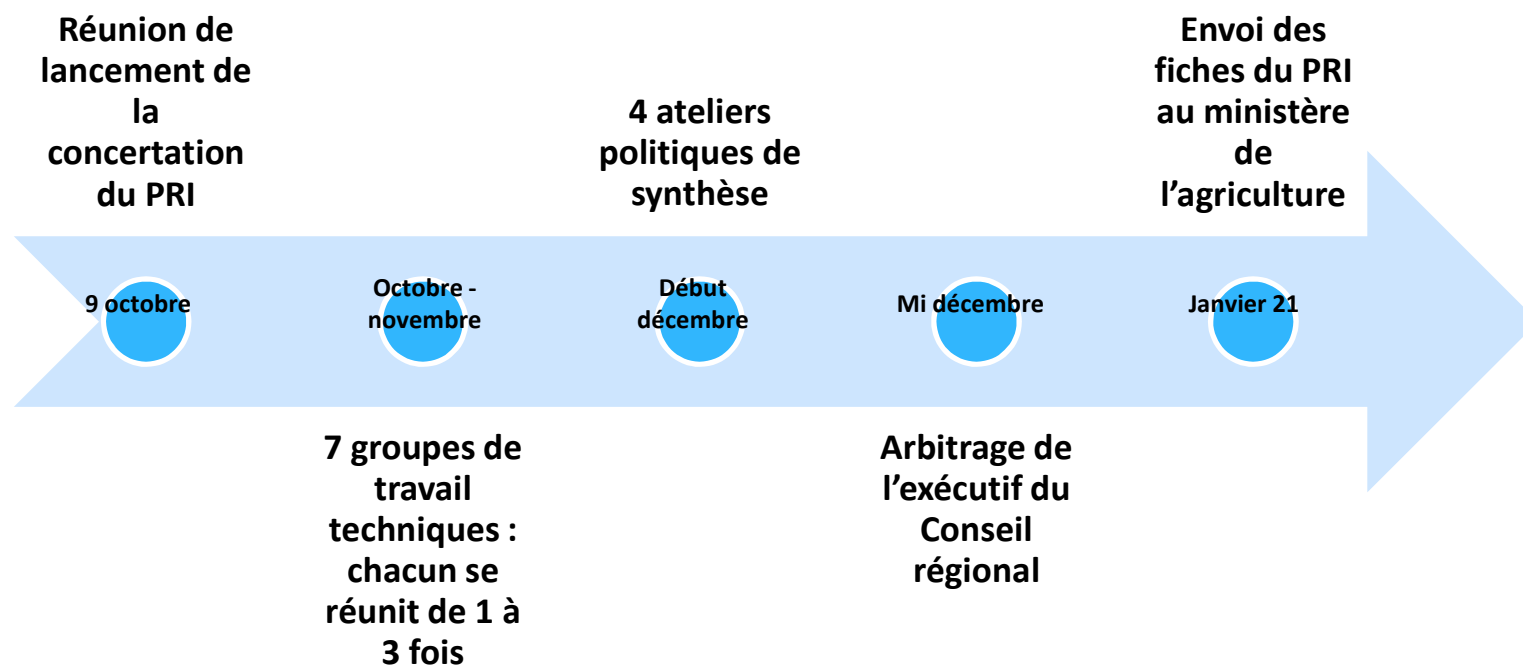 Réunion de
lancement de
la
concertation
du PRI
9 octobre
Octobre -
novembre
7 groupes de
travail
techniques :
chacun se
réunit de 1 à
3 fois
4 ateliers
politiques de
synthèse
Début
décembre
Mi décembre
Arbitrage de
l’exécutif du
Conseil
régional
Envoi des
fiches du PRI
au ministère
de
l’agriculture
Janvier 21